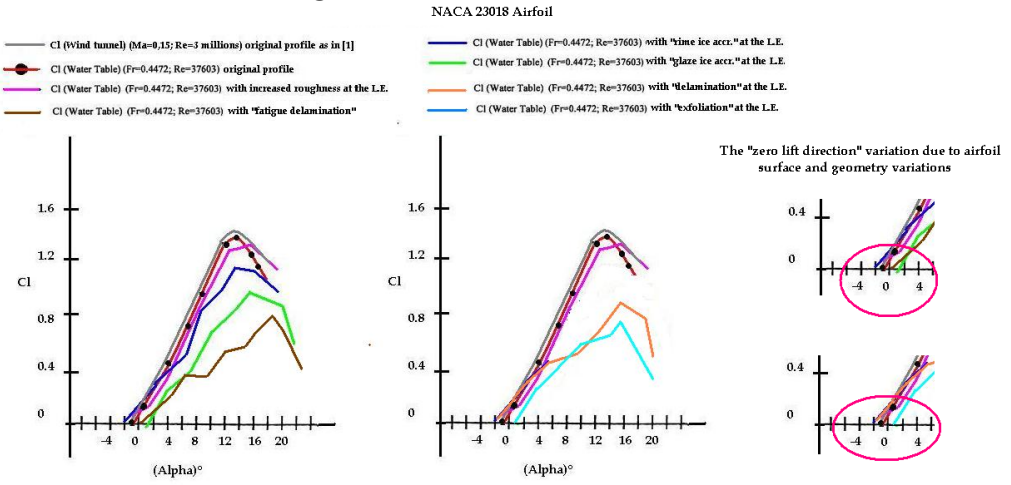 NACA 23018 Airfoil
Cl (Wind tunnel) (Ma=0,15; Re=3 millions) original profile as in [1]
Cl (Water Table) (Fr=0.4472; Re=37603) original profile
Cl (Water Table) (Fr=0.4472; Re=37603) with increased roughness at the L.E.
Cl (Water Table) (Fr=0.4472; Re=37603) with "fatigue delamination"
Cl (Water Table) (Fr=0.4472; Re=37603) with "rime ice accr." at the L.E.
Cl (Water Table) (Fr=0.4472; Re=37603) with "glaze ice accr." at the L.E.
Cl (Water Table) (Fr=0.4472; Re=37603) with "delamination" at the L.E.
Cl (Water Table) (Fr=0.4472; Re=37603) with "exfoliation" at the L.E.
1.6
1.2
Cl
0.8
0.4
0
-4 0 4 8 12 16 20
(Alpha)°
1.6
1.2
Cl
0.8
0.4
0
-4 0 4 8 12 16 20
(Alpha)°
The "zero lift direction" variation due to airfoil
surface and geometry variations
0.4
0
-4 0 4
0.4
0
-4 0 4